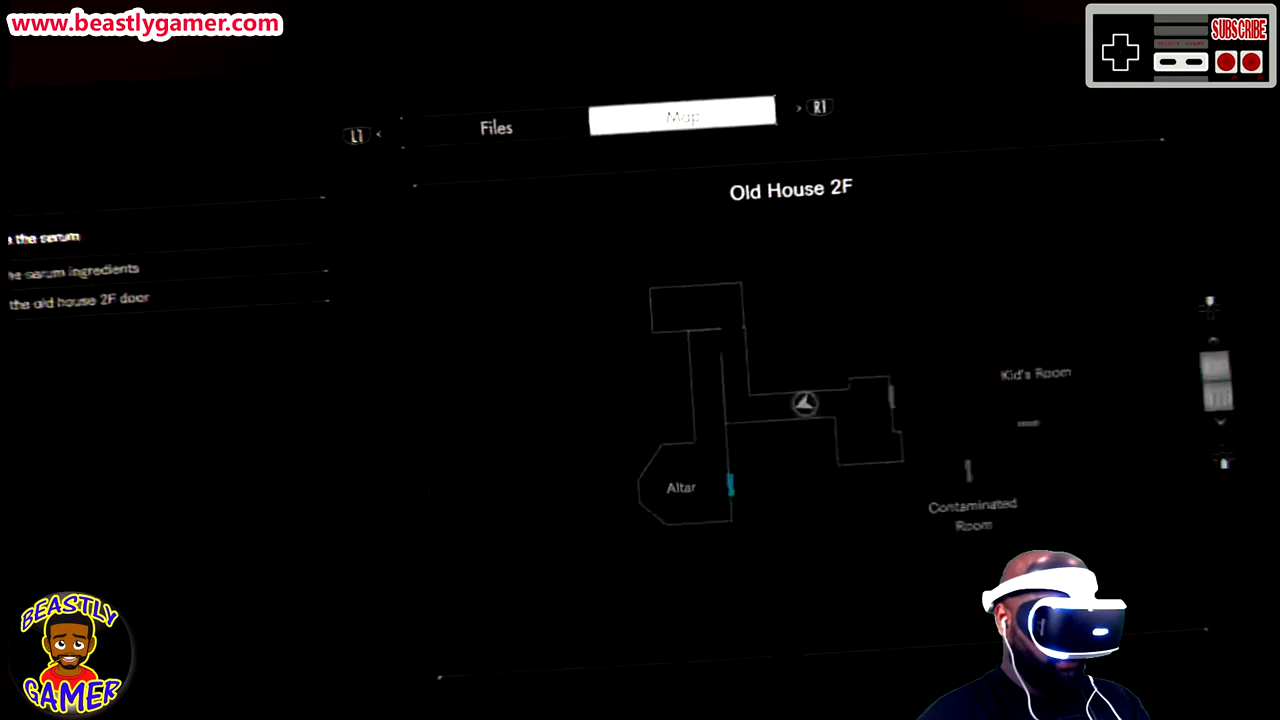 www.beastlygamer.com
SUBSCRIBE
L1
Files
Map
R1
Old House 2F
the serum
serum ingredients
the old house 2F door
Kid's Room
Altar
Contaminated
Room
BEASTLY
GAMER